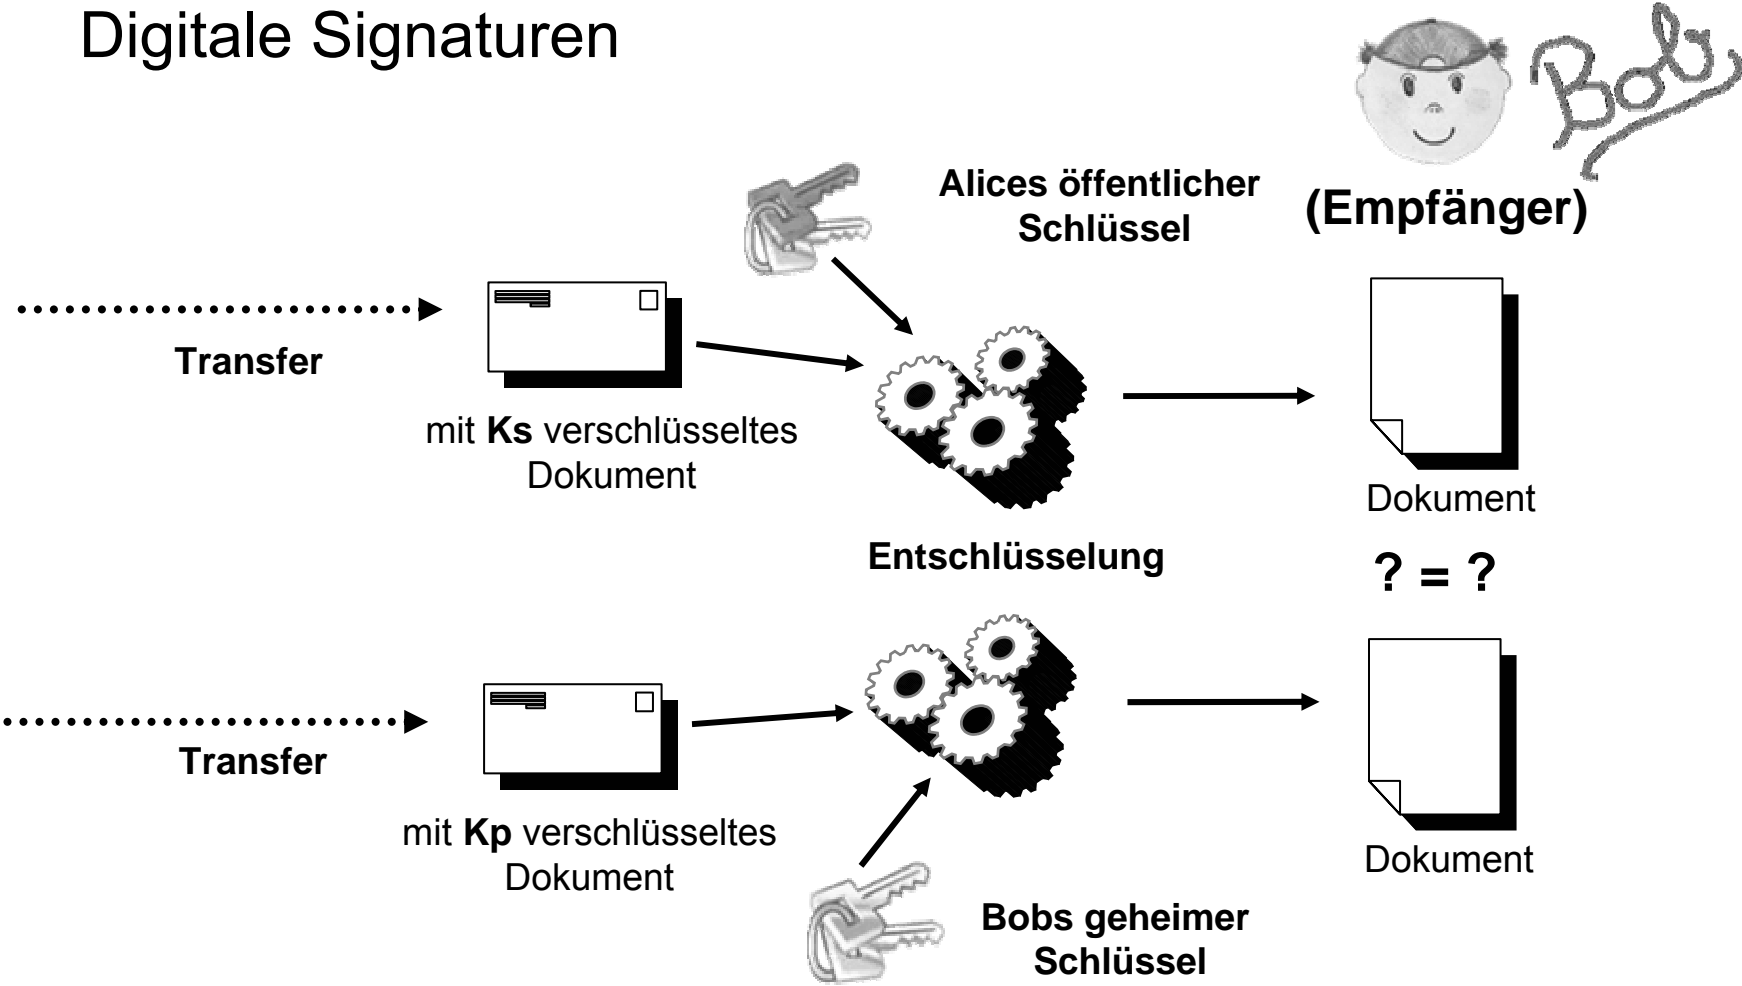 Digitale Signaturen
Bob
Alices öffentlicher
Schlüssel
(Empfänger)
Transfer
mit Ks verschlüsseltes
Dokument
Dokument
Entschlüsselung
? = ?
Transfer
mit Kp verschlüsseltes
Dokument
Dokument
Bobs geheimer
Schlüssel